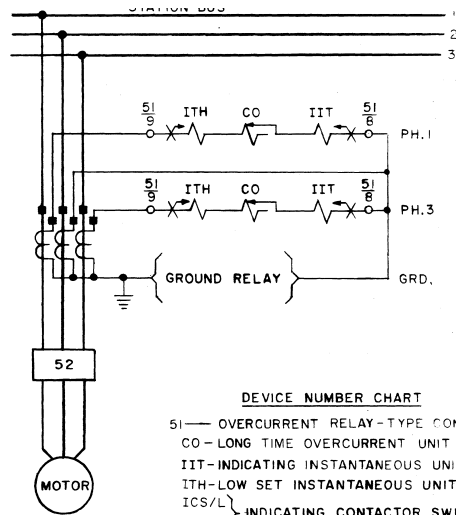 STATION BUS
1
2
3
51 ITH CO IIT 51
9 8 PH.1
51 ITH CO IIT 51
9 8 PH.3
GROUND RELAY GRD.
52
MOTOR
DEVICE NUMBER CHART
51— OVERCURRENT RELAY-TYPE
CO - LONG TIME OVERCURRENT UNIT
IIT-INDICATING INSTANTANEOUS
ITH-LOW SET INSTANTANEOUS UNIT
ICS/L
INDICATING CONTACTOR